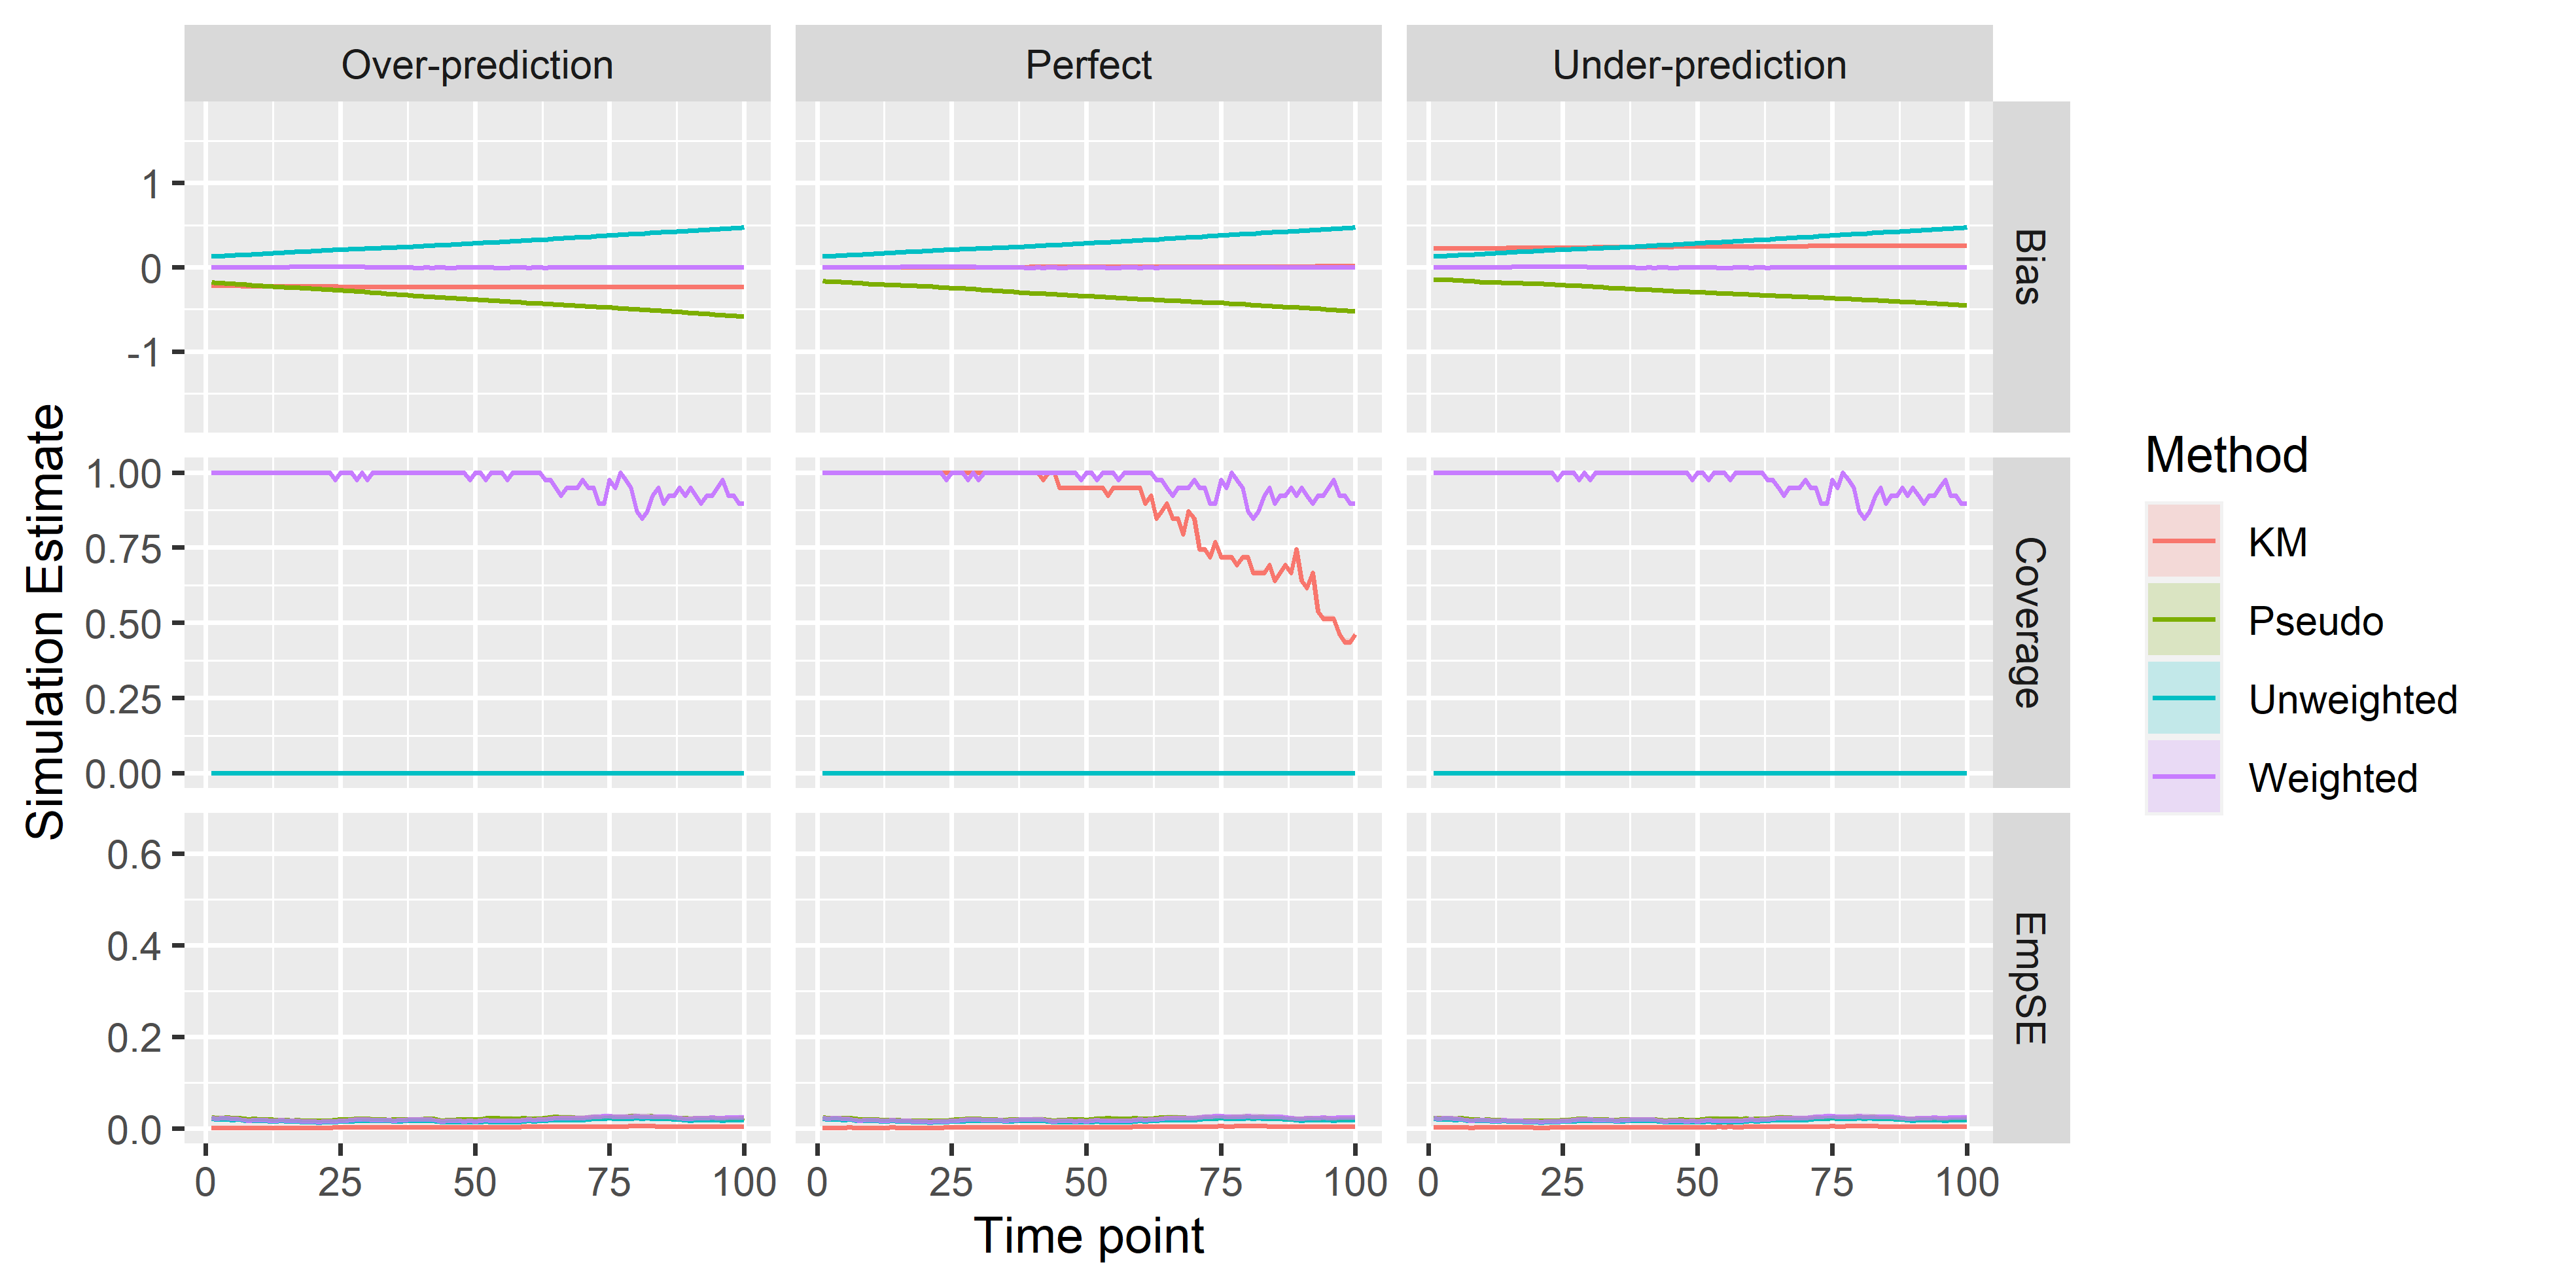 Over-prediction
Perfect
Under-prediction
1
0
-1
Bias
1.00
0.75
0.50
0.25
0.00
Coverage
0.6
0.4
0.2
0.0
EmpSE
0 25 50 75 100
0 25 50 75 100
0 25 50 75 100
Time point
Simulation Estimate
Method
KM
Pseudo
Unweighted
Weighted